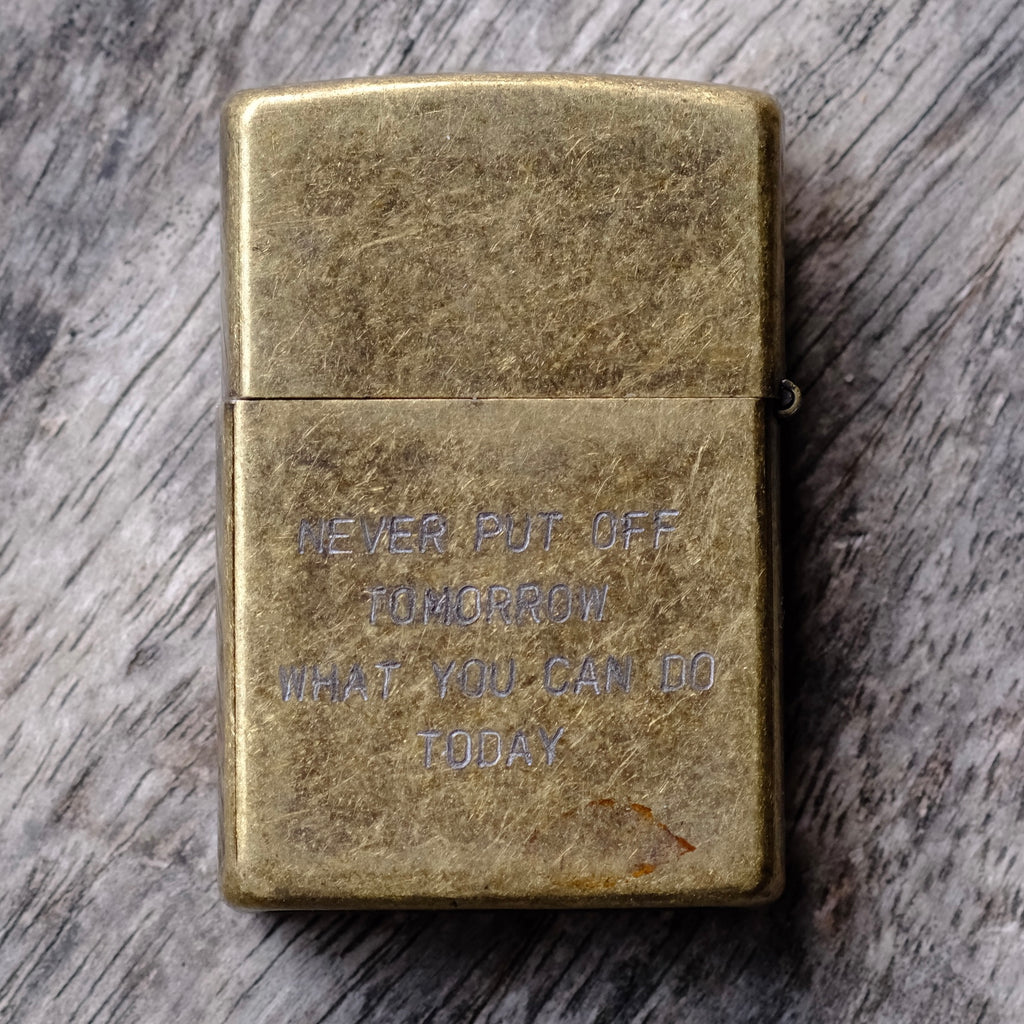 NEVER PUT OFF
TOMORROW
WHAT YOU CAN DO
TODAY